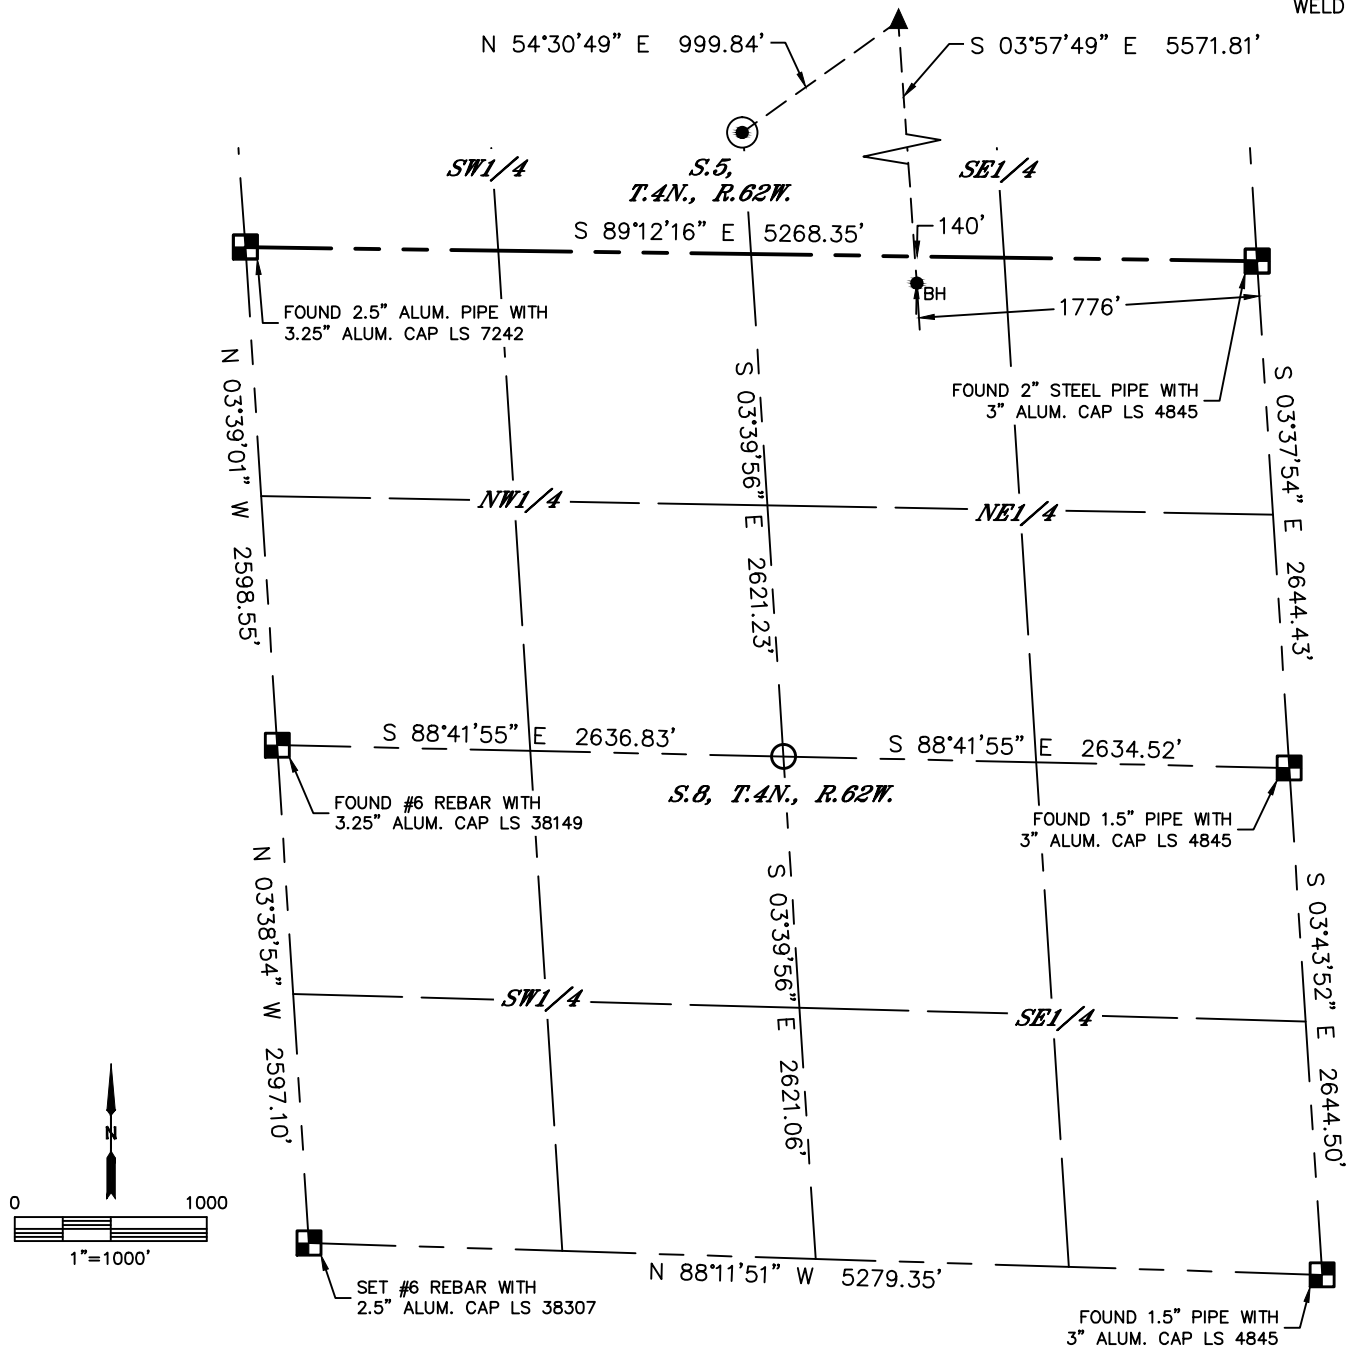 WELD
N 54°30'49" E 999.84'
S 03°57'49" E 5571.81'
SW1/4
S.5,
T.4N., R.62W.
SE1/4
S 89°12'16" E 5268.35'
140'
BH
1776'
FOUND 2.5" ALUM. PIPE WITH
3.25" ALUM. CAP LS 7242
FOUND 2" STEEL PIPE WITH
3" ALUM. CAP LS 4845
N 03°39'01" W 2598.55'
S 03°39'56" E 2621.23'
S 03°37'54" E 2644.43'
NW1/4
NE1/4
S 88°41'55" E 2636.83'
S 88°41'55" E 2634.52'
S.8, T.4N., R.62W.
FOUND #6 REBAR WITH
3.25" ALUM. CAP LS 38149
FOUND 1.5" PIPE WITH
3" ALUM. CAP LS 4845
N 03°38'54" W 2597.10'
S 03°39'56" E 2621.06'
S 03°43'52" E 2644.50'
SW1/4
SE1/4
N
0 1000
1"=1000'
N 88°11'51" W 5279.35'
SET #6 REBAR WITH
2.5" ALUM. CAP LS 38307
FOUND 1.5" PIPE WITH
3" ALUM. CAP LS 4845